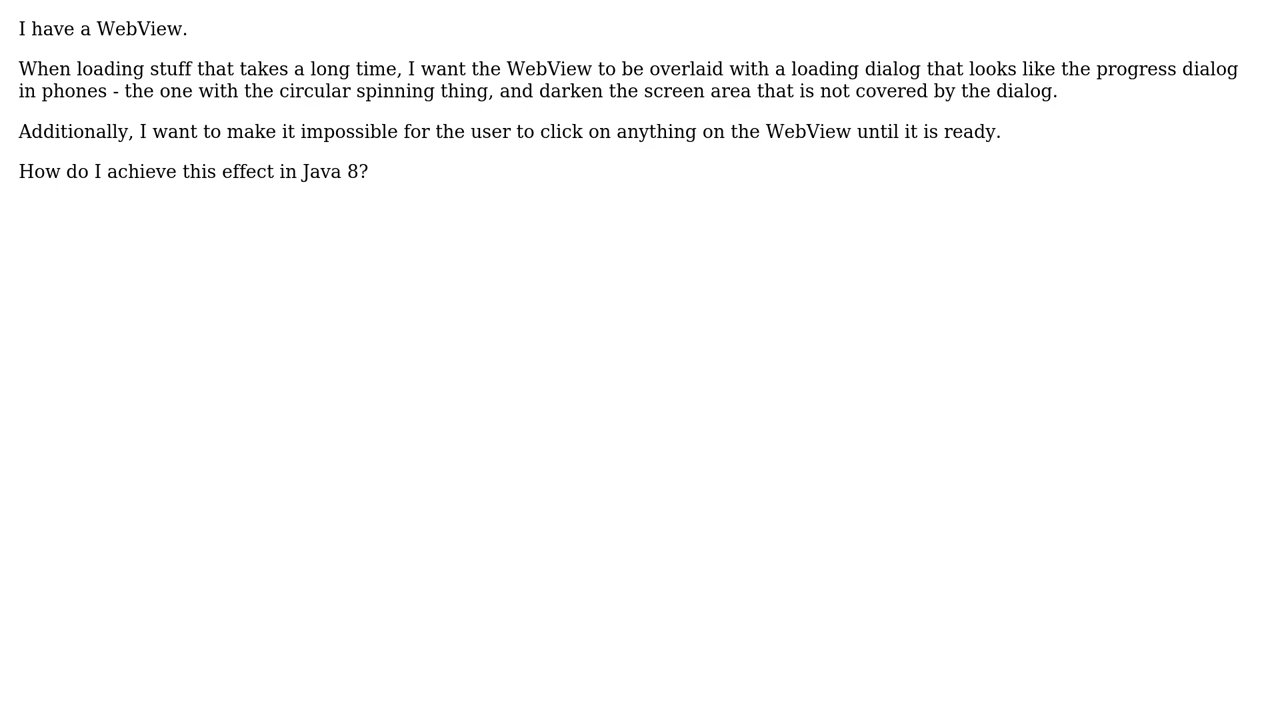 I have a WebView.
When loading stuff that takes a long time, I want the WebView to be overlaid with a loading dialog that looks like the progress dialog
in phones - the one with the circular spinning thing, and darken the screen area that is not covered by the dialog.
Additionally, I want to make it impossible for the user to click on anything on the WebView until it is ready.
How do I achieve this effect in Java 8?